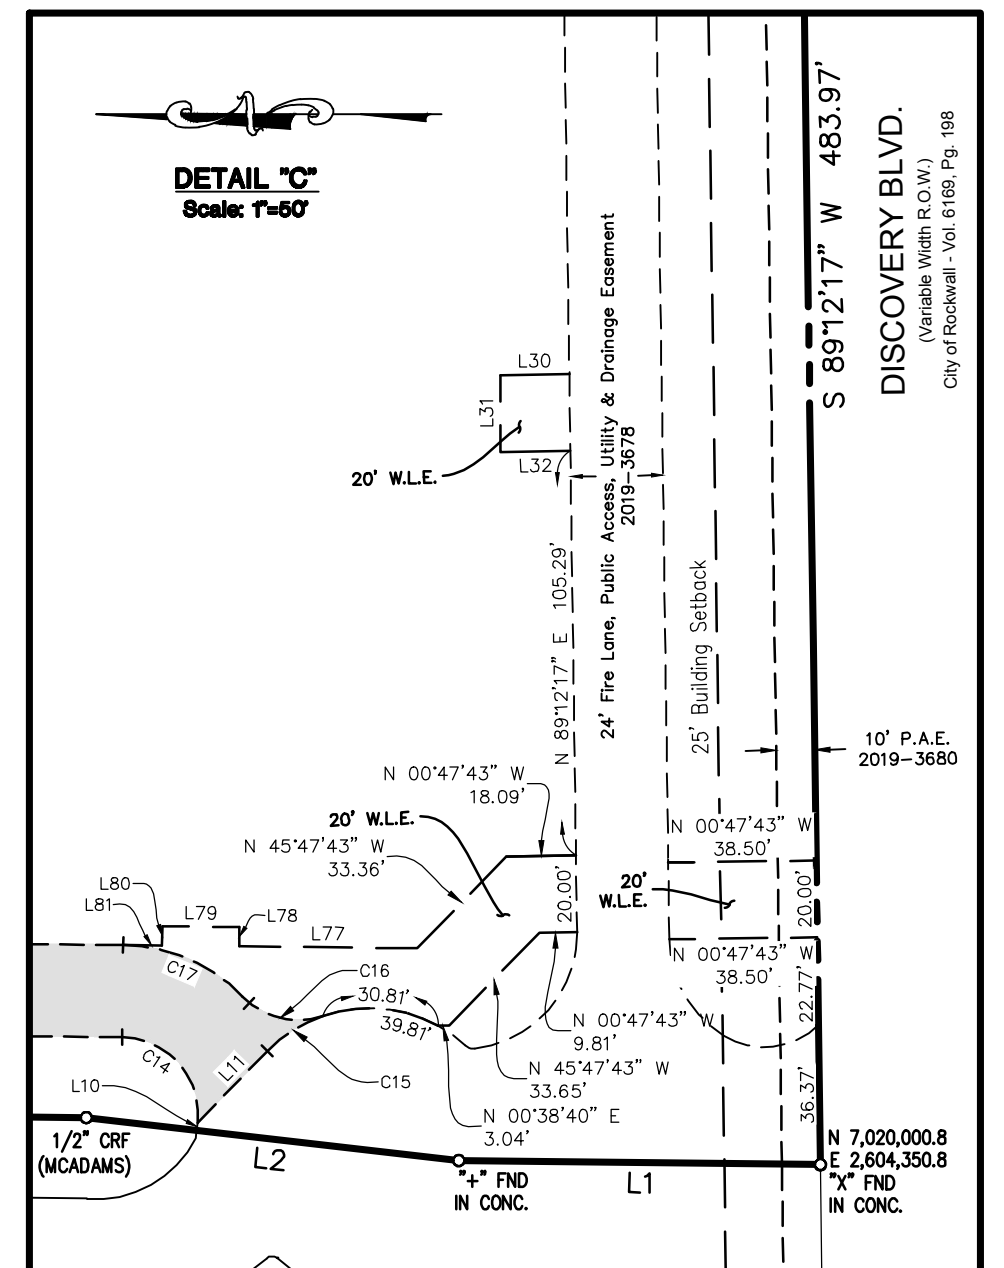 N
DETAIL "C"
Scale: 1"=50'
S 89°12'17" W 483.97'
DISCOVERY BLVD.
(Variable Width R.O.W.)
City of Rockwall - Vol. 6169, Pg. 198
L30
L31
L32
20' W.L.E.
24' Fire Lane, Public Access, Utility & Drainage Easement
2019-3678
N 89°12'17" E 105.29'
25' Building Setback
10' P.A.E.
2019-3680
N 00°47'43" W
18.09'
20' W.L.E.
N 45°47'43" W
33.36'
N 00°47'43" W
38.50'
20'
W.L.E.
20.00'
20.00'
L80
L81
L79
L78
L77
C17
C16
30.81'
39.81'
N 00°47'43" W
38.50'
22.77'
N 00°47'43" W
9.81'
C14
L11
L10
C15
N 45°47'43" W
33.65'
N 00°38'40" E
3.04'
36.37'
1/2" CRF
(MCADAMS)
L2
"+" FND
IN CONC.
L1
N 7,020,000.8
E 2,604,350.8
"X" FND
IN CONC.